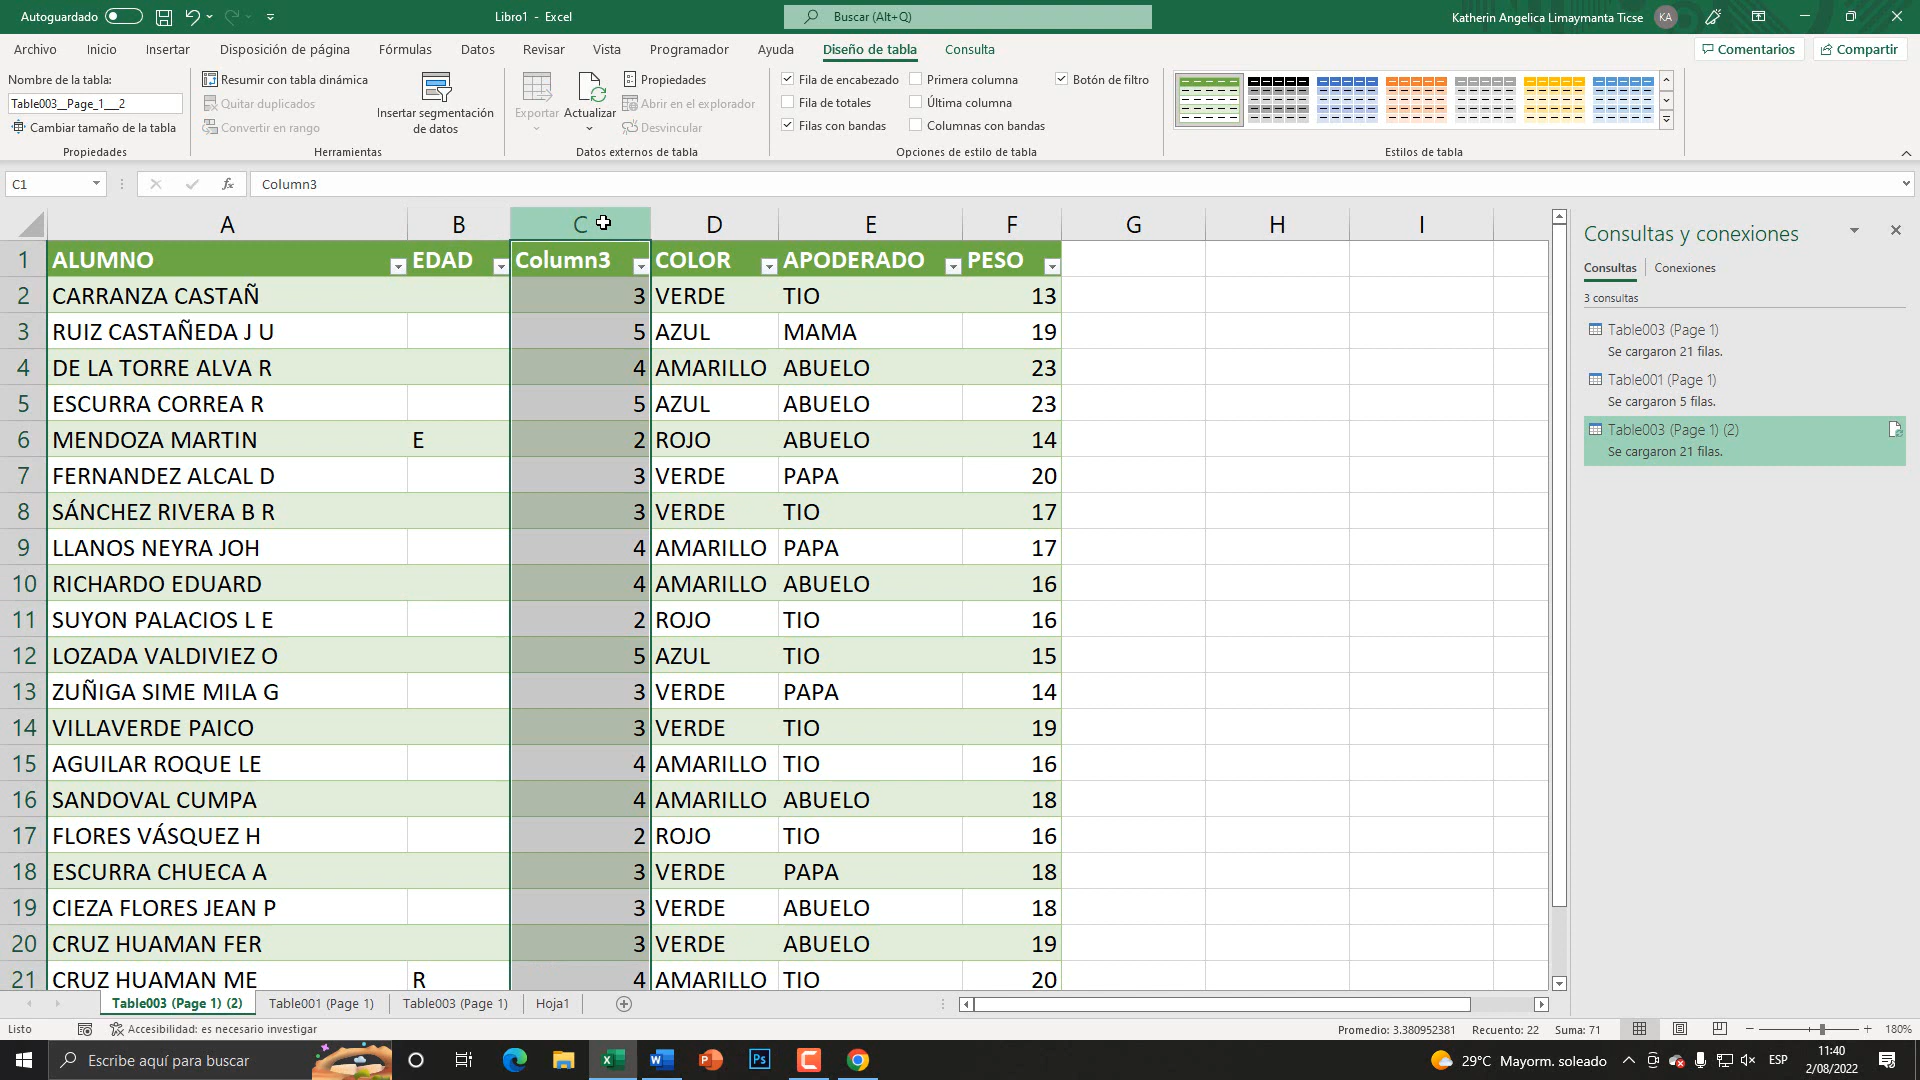 Autoguardado
Libro1 - Excel
Buscar (Alt+Q)
Katherin Angelica Limaymanta Ticse
KA
Archivo Inicio Insertar Disposición de página Fórmulas Datos Revisar Vista Programador Ayuda Diseño de tabla Consulta
Comentarios
Compartir
Nombre de la tabla:
Table003__Page_1___2
Cambiar tamaño de la tabla
Propiedades
Resumir con tabla dinámica
Quitar duplicados
Convertir en rango
Insertar segmentación
de datos
Herramientas
Exportar
Actualizar
Propiedades
Abrir en el explorador
Desvincular
Datos externos de tabla
Fila de encabezado
Fila de totales
Filas con bandas
Primera columna
Última columna
Columnas con bandas
Botón de filtro
Opciones de estilo de tabla
Estilos de tabla
C1
fx
Column3
A B C D E F G H I
1 ALUMNO EDAD Column3 COLOR APODERADO PESO
2 CARRANZA CASTAÑ 3 VERDE TIO 13
3 RUIZ CASTAÑEDA J U 5 AZUL MAMA 19
4 DE LA TORRE ALVA R 4 AMARILLO ABUELO 23
5 ESCURRA CORREA R 5 AZUL ABUELO 23
6 MENDOZA MARTIN E 2 ROJO ABUELO 14
7 FERNANDEZ ALCAL D 3 VERDE PAPA 20
8 SÁNCHEZ RIVERA B R 3 VERDE TIO 17
9 LLANOS NEYRA JOH 4 AMARILLO PAPA 17
10 RICHARDO EDUARD 4 AMARILLO ABUELO 16
11 SUYON PALACIOS L E 2 ROJO TIO 16
12 LOZADA VALDIVIEZ O 5 AZUL TIO 15
13 ZUÑIGA SIME MILA G 3 VERDE PAPA 14
14 VILLAVERDE PAICO 3 VERDE TIO 19
15 AGUILAR ROQUE LE 4 AMARILLO TIO 16
16 SANDOVAL CUMPA 4 AMARILLO ABUELO 18
17 FLORES VÁSQUEZ H 2 ROJO TIO 16
18 ESCURRA CHUECA A 3 VERDE PAPA 18
19 CIEZA FLORES JEAN P 3 VERDE ABUELO 18
20 CRUZ HUAMAN FER 3 VERDE ABUELO 19
21 CRUZ HUAMAN ME R 4 AMARILLO TIO 20
Consultas y conexiones
Consultas
Conexiones
3 consultas
Table003 (Page 1)
Se cargaron 21 filas.
Table001 (Page 1)
Se cargaron 5 filas.
Table003 (Page 1) (2)
Se cargaron 21 filas.
Table003 (Page 1) (2) Table001 (Page 1) Table003 (Page 1) Hoja1
Listo
Accesibilidad: es necesario investigar
Promedio: 3.380952381 Recuento: 22 Suma: 71
180%
Escribe aquí para buscar
29°C Mayorm. soleado
ESP
11:40
2/08/2022